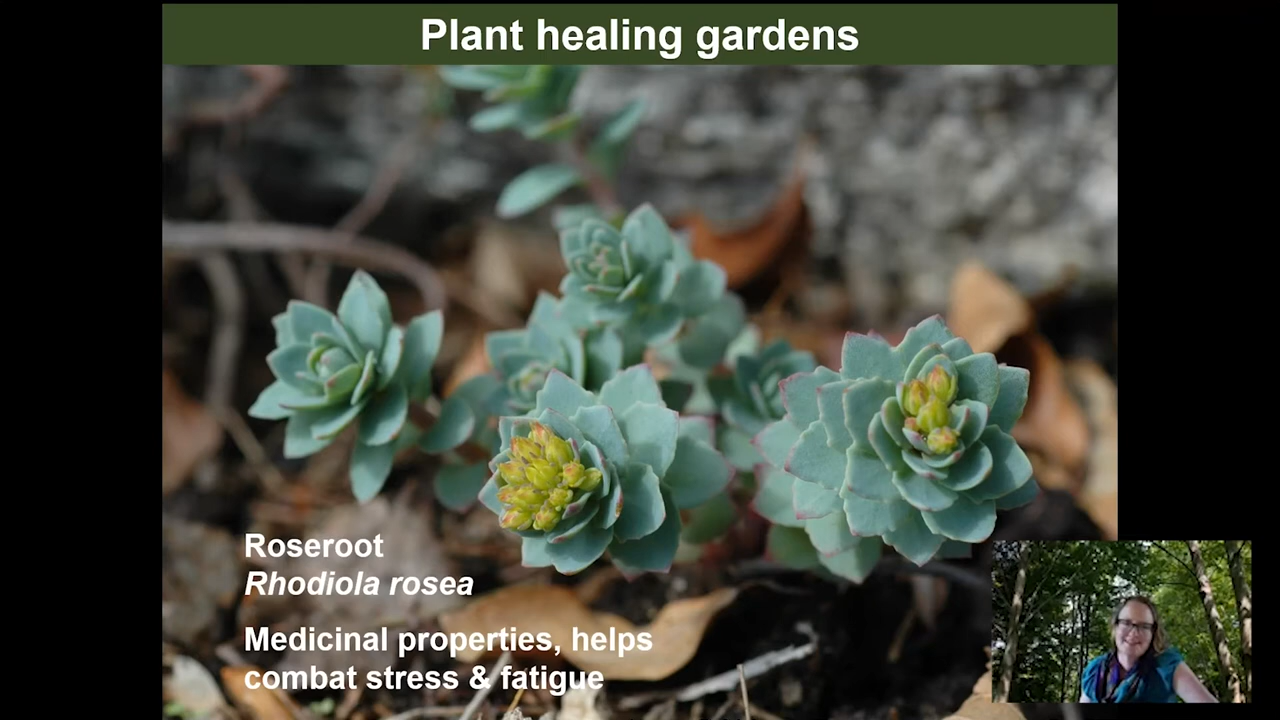 Plant healing gardens
Roseroot
Rhodiola rosea
Medicinal properties, helps
combat stress & fatigue